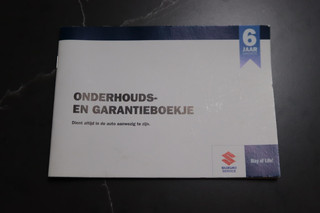 6
JAAR
ONDERHOUDS-
EN GARANTIEBOEKJE
Dient altijd in de auto aanwezig te zijn.
SUZUKI
Way of Life!